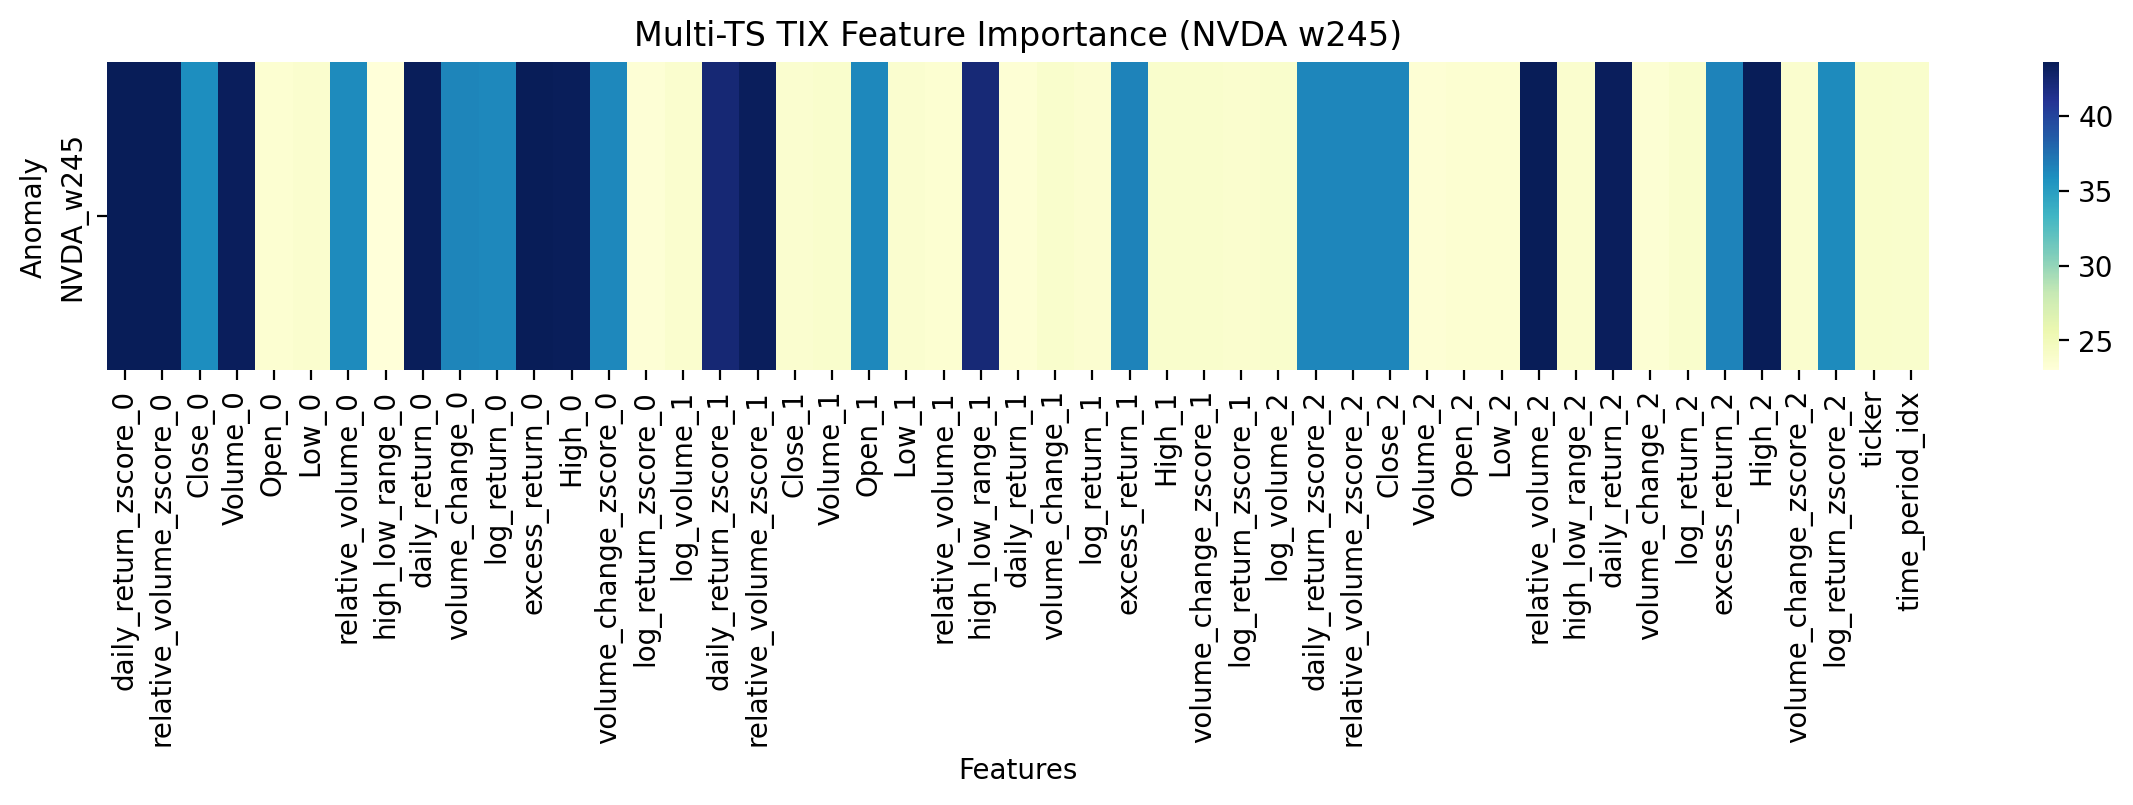 Multi-TS TIX Feature Importance (NVDA w245)
Anomaly
NVDA_w245
40
35
30
25
daily_return_zscore_0
relative_volume_zscore_0
Close_0
Volume_0
Open_0
Low_0
relative_volume_0
high_low_range_0
daily_return_0
volume_change_0
log_return_0
excess_return_0
High_0
volume_change_zscore_0
log_return_zscore_0
log_volume_1
daily_return_zscore_1
relative_volume_zscore_1
Close_1
Volume_1
Open_1
Low_1
relative_volume_1
high_low_range_1
daily_return_1
volume_change_1
log_return_1
excess_return_1
High_1
volume_change_zscore_1
log_return_zscore_1
log_volume_2
daily_return_zscore_2
relative_volume_zscore_2
Close_2
Volume_2
Open_2
Low_2
relative_volume_2
high_low_range_2
daily_return_2
volume_change_2
log_return_2
excess_return_2
High_2
volume_change_zscore_2
log_return_zscore_2
ticker
time_period_idx
Features